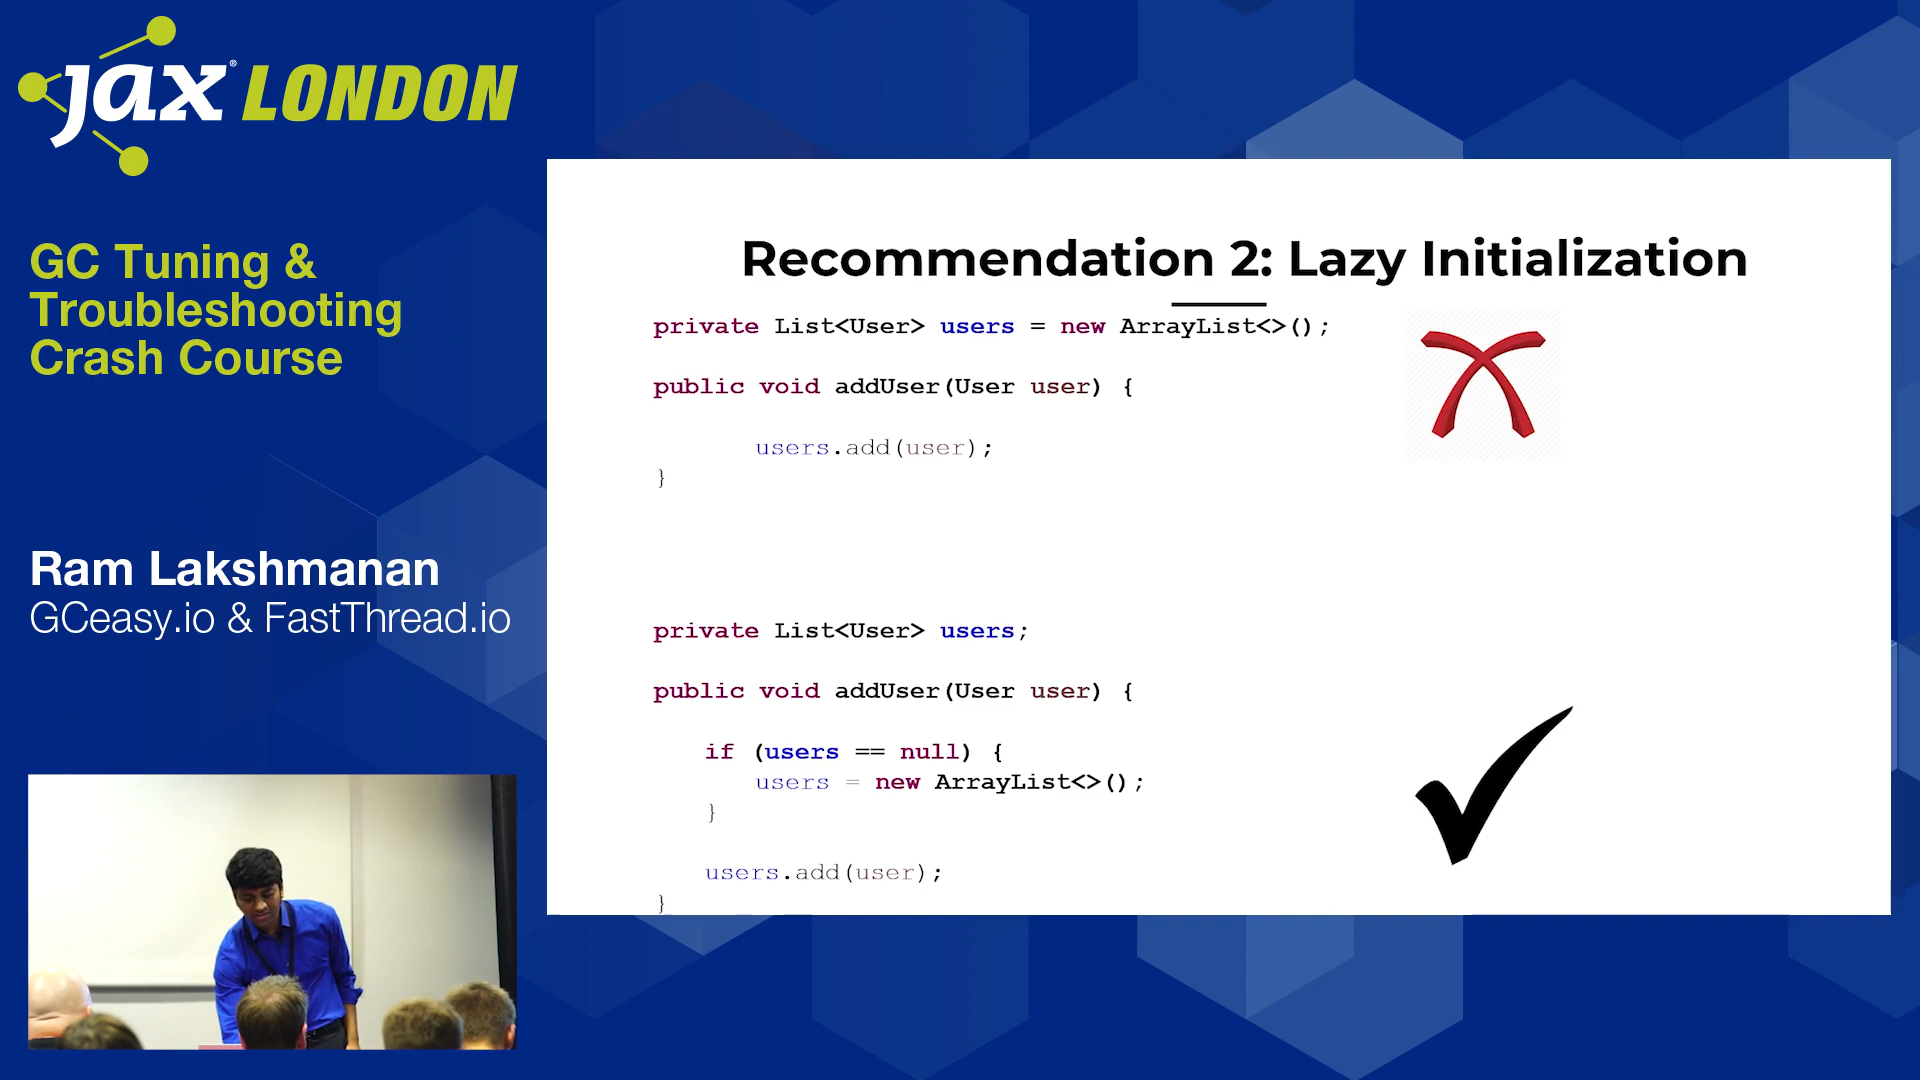 jax® LONDON
GC Tuning &
Troubleshooting
Crash Course
Ram Lakshmanan
GCeasy.io & FastThread.io
Recommendation 2: Lazy Initialization
private List<User> users = new ArrayList<>();
public void addUser(User user) {
users.add(user);
}
private List<User> users;
public void addUser(User user) {
if (users == null) {
users = new ArrayList<>();
}
users.add(user);
}